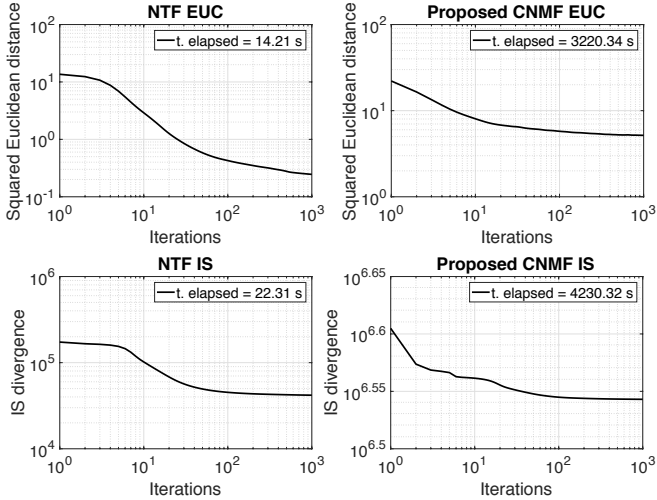 NTF EUC
t. elapsed = 14.21 s
Squared Euclidean distance
10^2
10^1
10^0
10^-1
10^0 10^1 10^2 10^3
Iterations
Proposed CNMF EUC
t. elapsed = 3220.34 s
Squared Euclidean distance
10^2
10^1
10^0
10^0 10^1 10^2 10^3
Iterations
NTF IS
t. elapsed = 22.31 s
IS divergence
10^6
10^5
10^4
10^0 10^1 10^2 10^3
Iterations
Proposed CNMF IS
t. elapsed = 4230.32 s
IS divergence
10^6.65
10^6.6
10^6.55
10^6.5
10^0 10^1 10^2 10^3
Iterations